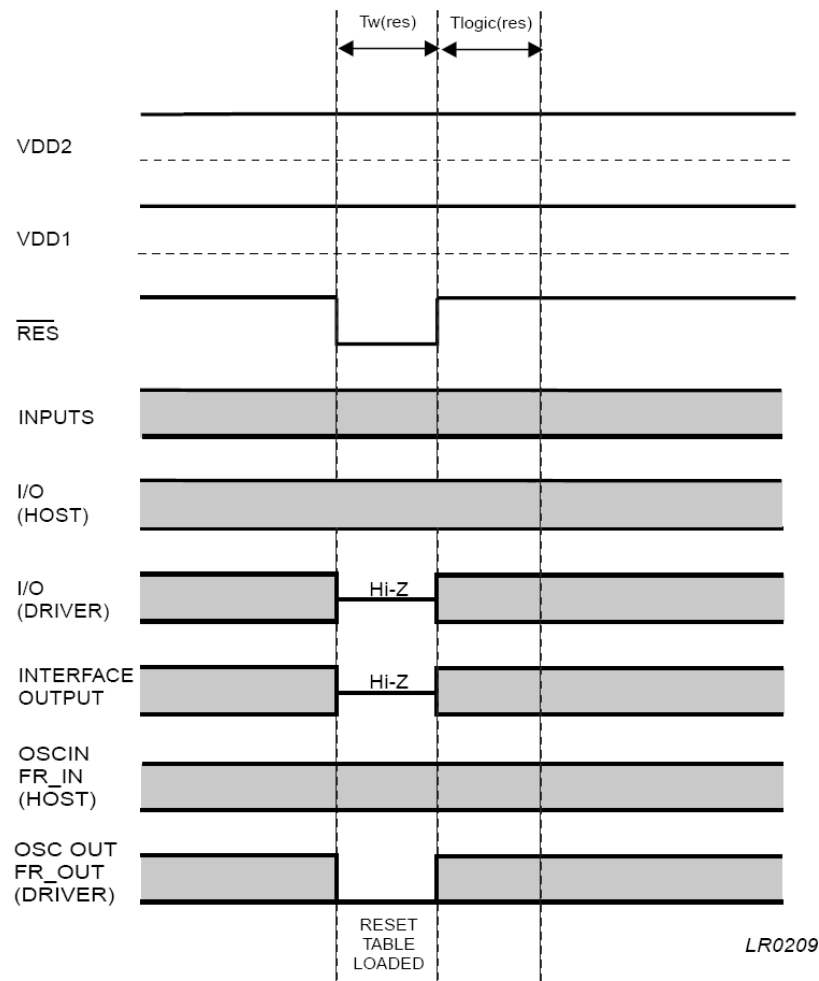 Tw(res) Tlogic(res)
VDD2
VDD1
RES
INPUTS
I/O
(HOST)
I/O
(DRIVER)
Hi-Z
INTERFACE
OUTPUT
Hi-Z
OSCIN
FR_IN
(HOST)
OSC OUT
FR_OUT
(DRIVER)
RESET
TABLE
LOADED
LR0209